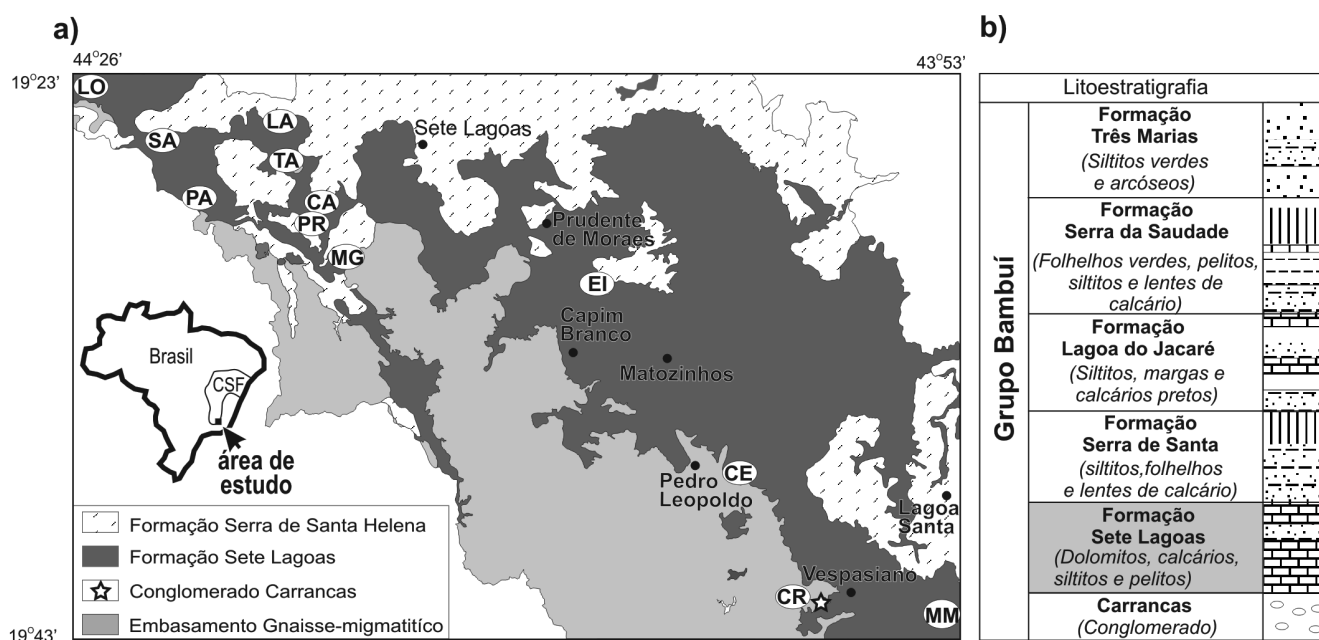 a)
44°26'
43°53'
19°23'
LO
SA
LA
TA
PA
CA
PR
MG
Sete Lagoas
Prudente
de Moraes
EI
Capim
Branco
Matozinhos
Brasil
CSF
área de
estudo
Pedro
Leopoldo
CE
Lagoa
Santa
Vespasiano
CR
MM
19°43'
Formação Serra de Santa Helena
Formação Sete Lagoas
Conglomerado Carrancas
Embasamento Gnaisse-migmatitíco
b)
Litoestratigrafia
Grupo Bambuí
Formação
Três Marias
(Siltitos verdes
e arcóseos)
Formação
Serra da Saudade
(Folhelhos verdes, pelitos,
siltitos e lentes de
calcário)
Formação
Lagoa do Jacaré
(Siltitos, margas e
calcários pretos)
Formação
Serra de Santa
(siltitos,folhelhos
e lentes de calcário)
Formação
Sete Lagoas
(Dolomitos, calcários,
siltitos e pelitos)
Carrancas
(Conglomerado)